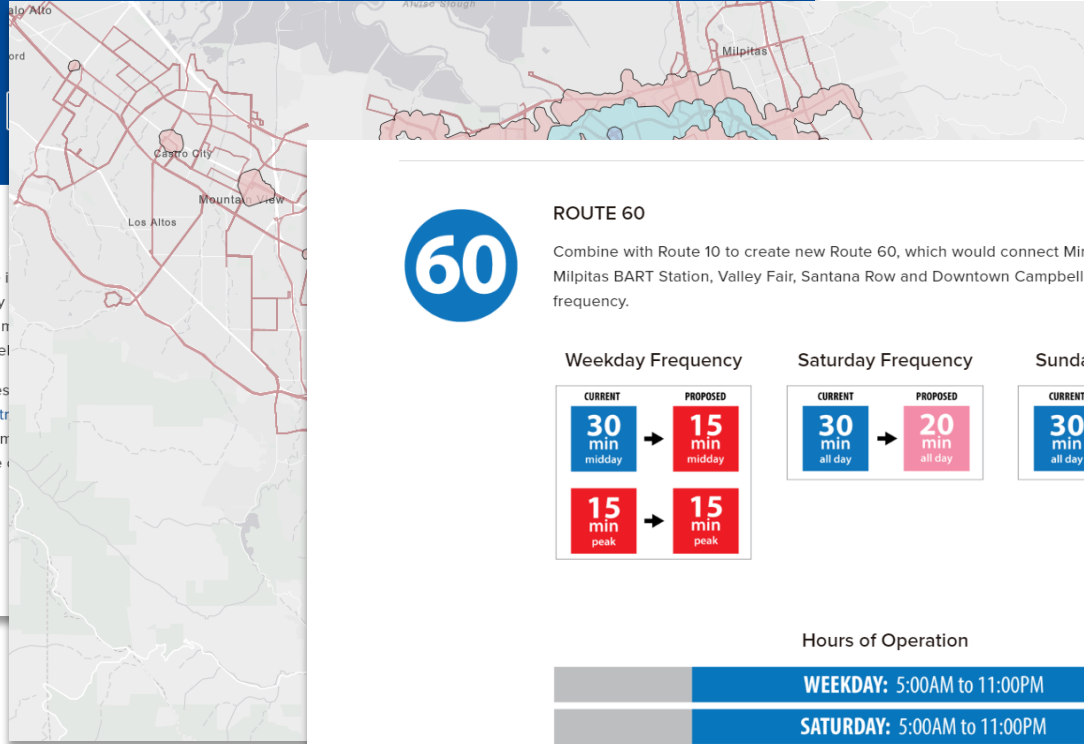 Alviso Slough
Milpitas
Castro City
Mountain View
Los Altos
60
ROUTE 60
Combine with Route 10 to create new Route 60, which would connect
Milpitas BART Station, Valley Fair, Santana Row and Downtown Campbell
frequency.
Weekday Frequency
CURRENT
PROPOSED
30
min
midday
15
min
midday
15
min
peak
15
min
peak
Saturday Frequency
CURRENT
PROPOSED
30
min
all day
20
min
all day
CURRENT
30
min
all day
Hours of Operation
WEEKDAY: 5:00AM to 11:00PM
SATURDAY: 5:00AM to 11:00PM